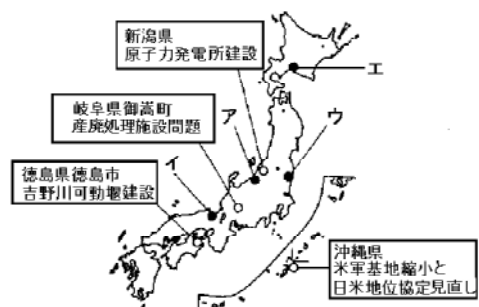 新潟県
原子力発電所建設
エ
岐阜県御嵩町
産廃処理施設問題
ア
ウ
徳島県徳島市
吉野川可動堰建設
イ
沖縄県
米軍基地縮小と
日米地位協定見直し